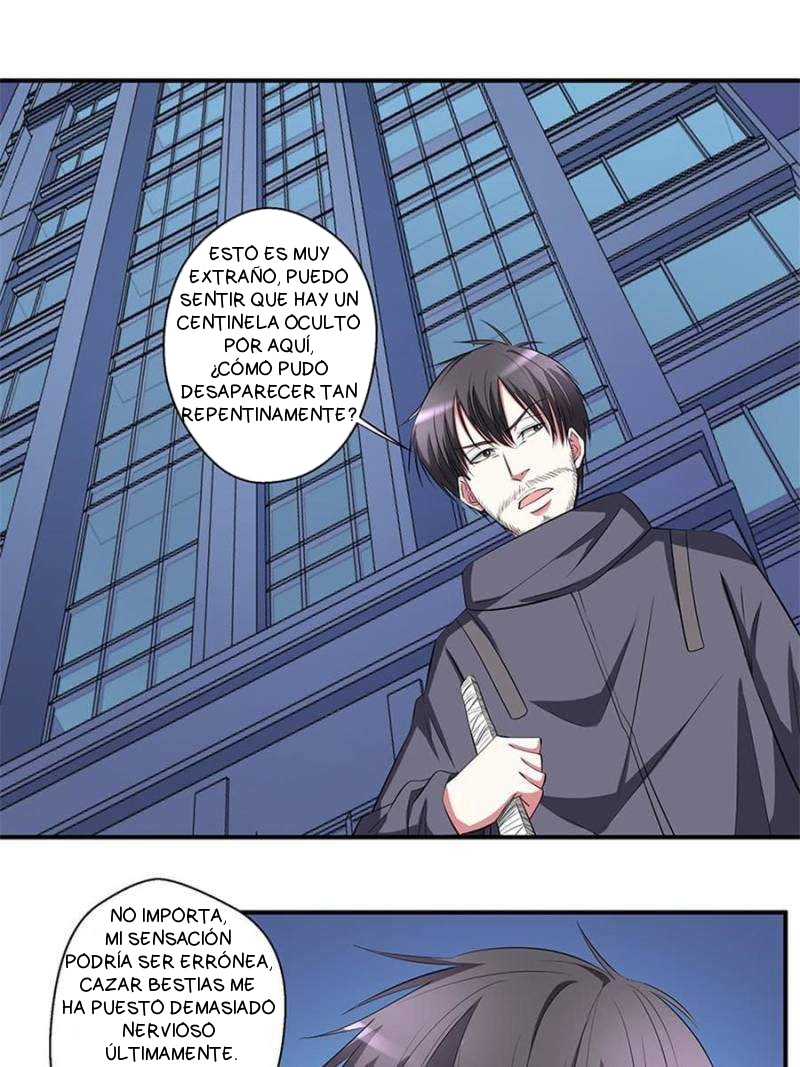 ESTO ES MUY
EXTRAÑO, PUEDO
SENTIR QUE HAY UN
CENTINELA OCULTO
POR AQUÍ,
¿CÓMO PUDO
DESAPARECER TAN
REPENTINAMENTE?
NO IMPORTA,
MI SENSACIÓN
PODRÍA SER ERRÓNEA,
CAZAR BESTIAS ME
HA PUESTO DEMASIADO
NERVIOSO
ÚLTIMAMENTE.